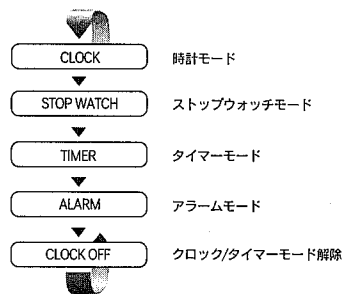 CLOCK 時計モード
STOP WATCH ストップウォッチモード
TIMER タイマーモード
ALARM アラームモード
CLOCK OFF クロック/タイマーモード解除